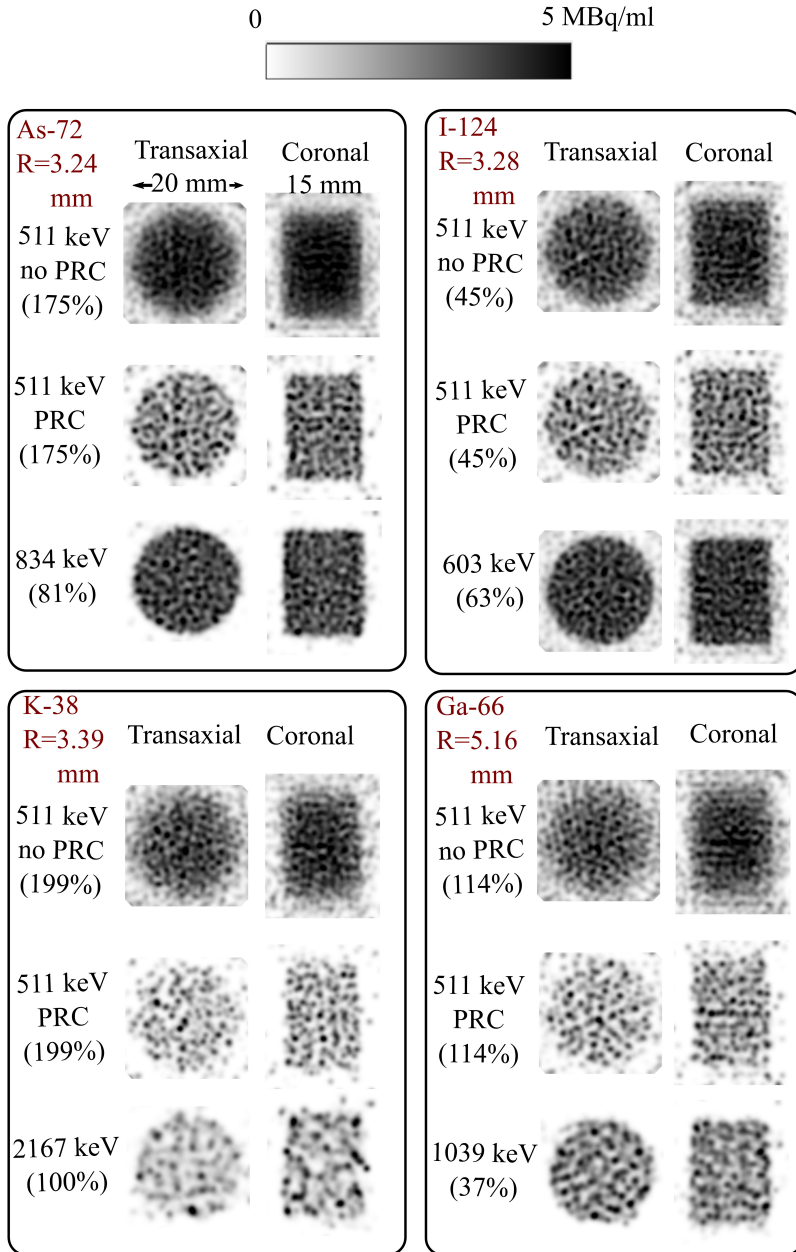 0 5 MBq/ml
As-72
R=3.24
mm
Transaxial
20 mm
Coronal
15 mm
511 keV
no PRC
(175%)
511 keV
PRC
(175%)
834 keV
(81%)
I-124
R=3.28
mm
Transaxial Coronal
511 keV
no PRC
(45%)
511 keV
PRC
(45%)
603 keV
(63%)
K-38
R=3.39
mm
Transaxial Coronal
511 keV
no PRC
(199%)
511 keV
PRC
(199%)
2167 keV
(100%)
Ga-66
R=5.16
mm
Transaxial Coronal
511 keV
no PRC
(114%)
511 keV
PRC
(114%)
1039 keV
(37%)